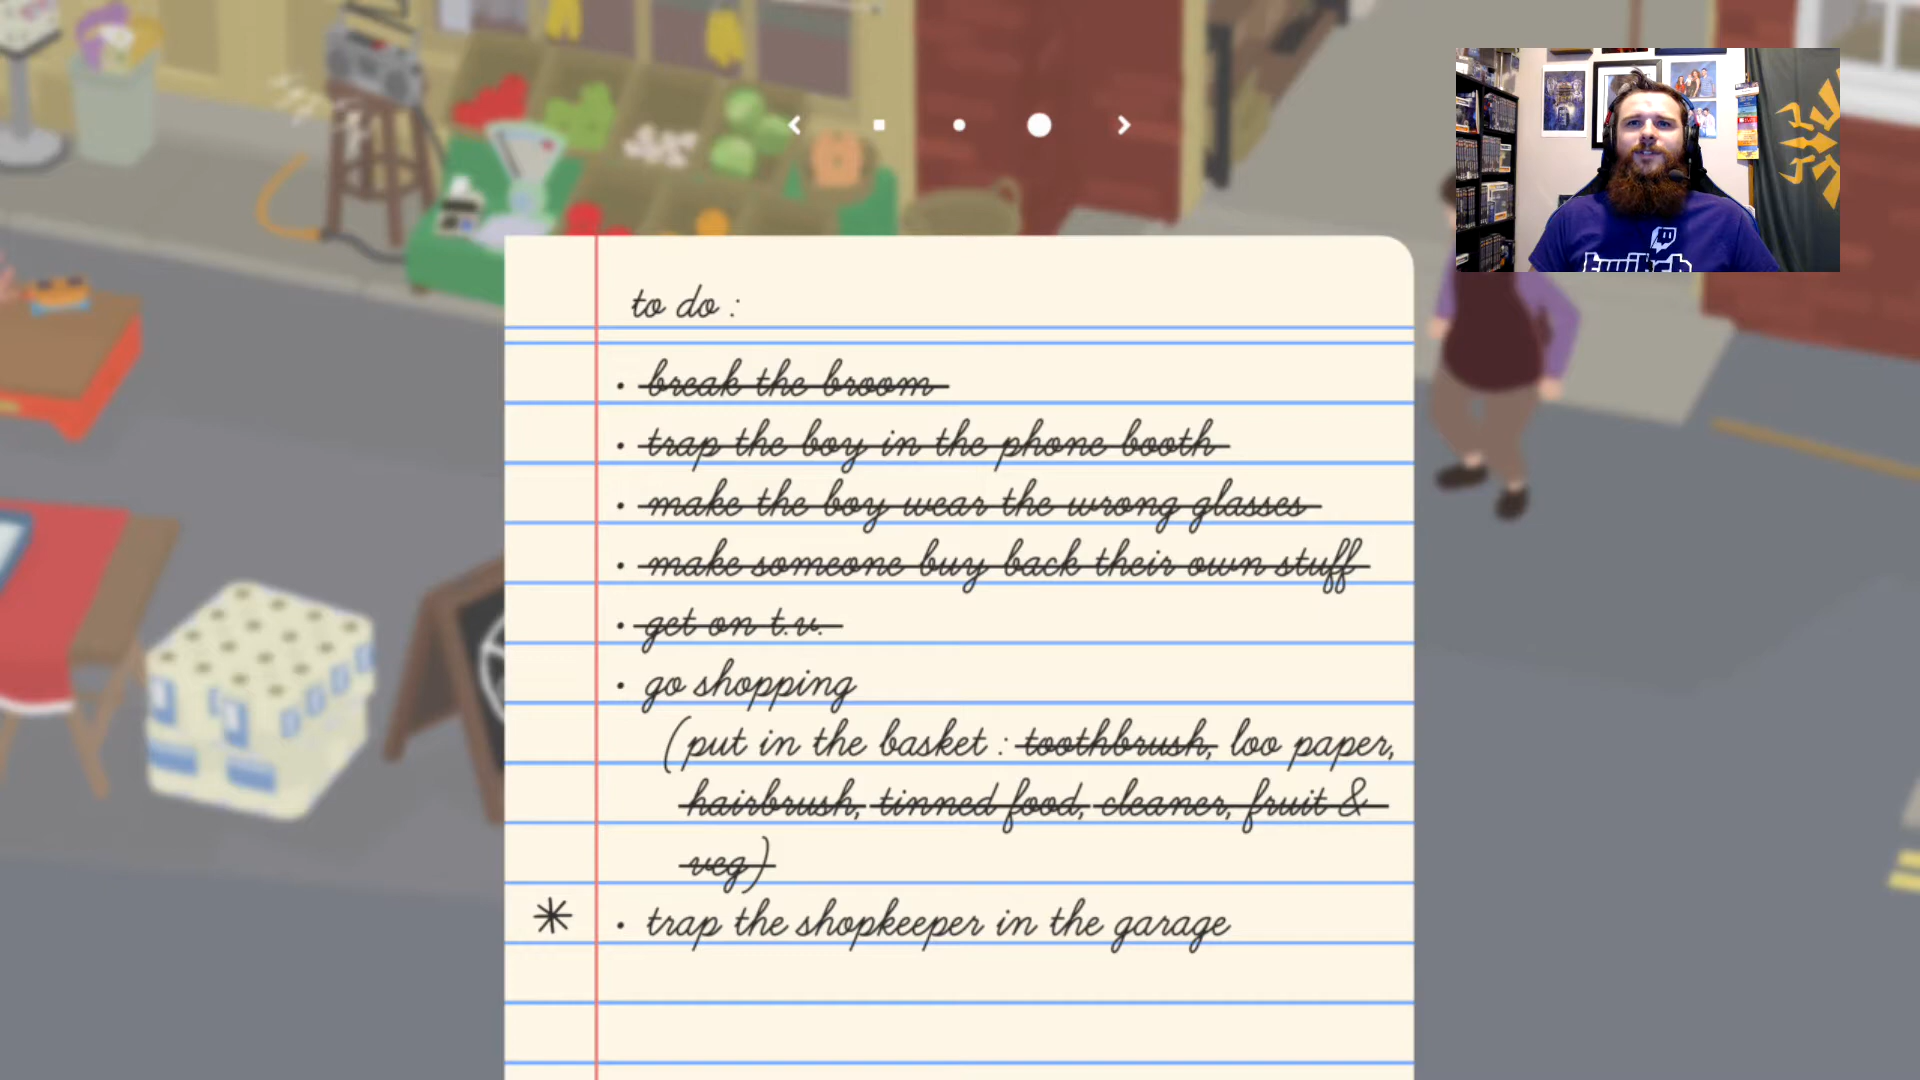 twitch
to do :
• break the broom
• trap the boy in the phone booth
• make the boy wear the wrong glasses
• make someone buy back their own stuff
• get on t.v.
• go shopping
(put in the basket : toothbrush, loo paper,
hairbrush, tinned food, cleaner, fruit &
veg)
* • trap the shopkeeper in the garage